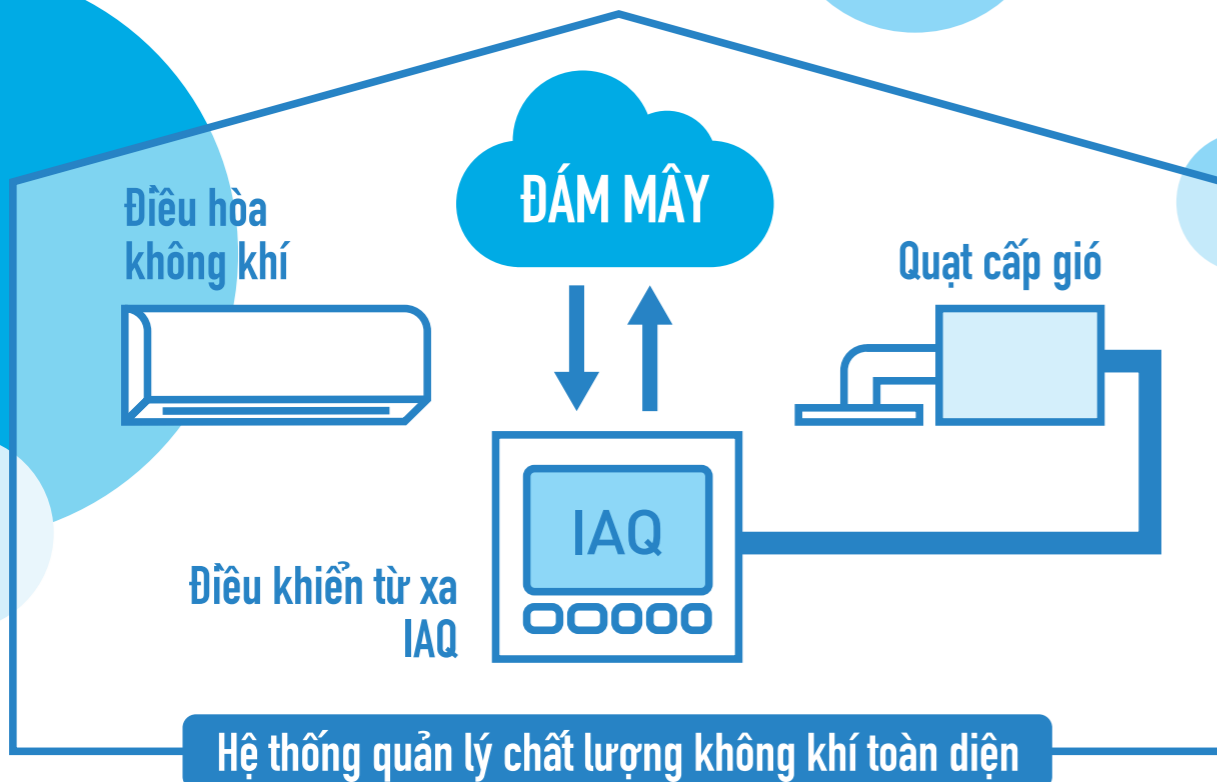 ĐÁM MÂY
Điều hòa
không khí
Quạt cấp gió
IAQ
Điều khiển từ xa
IAQ
Hệ thống quản lý chất lượng không khí toàn diện